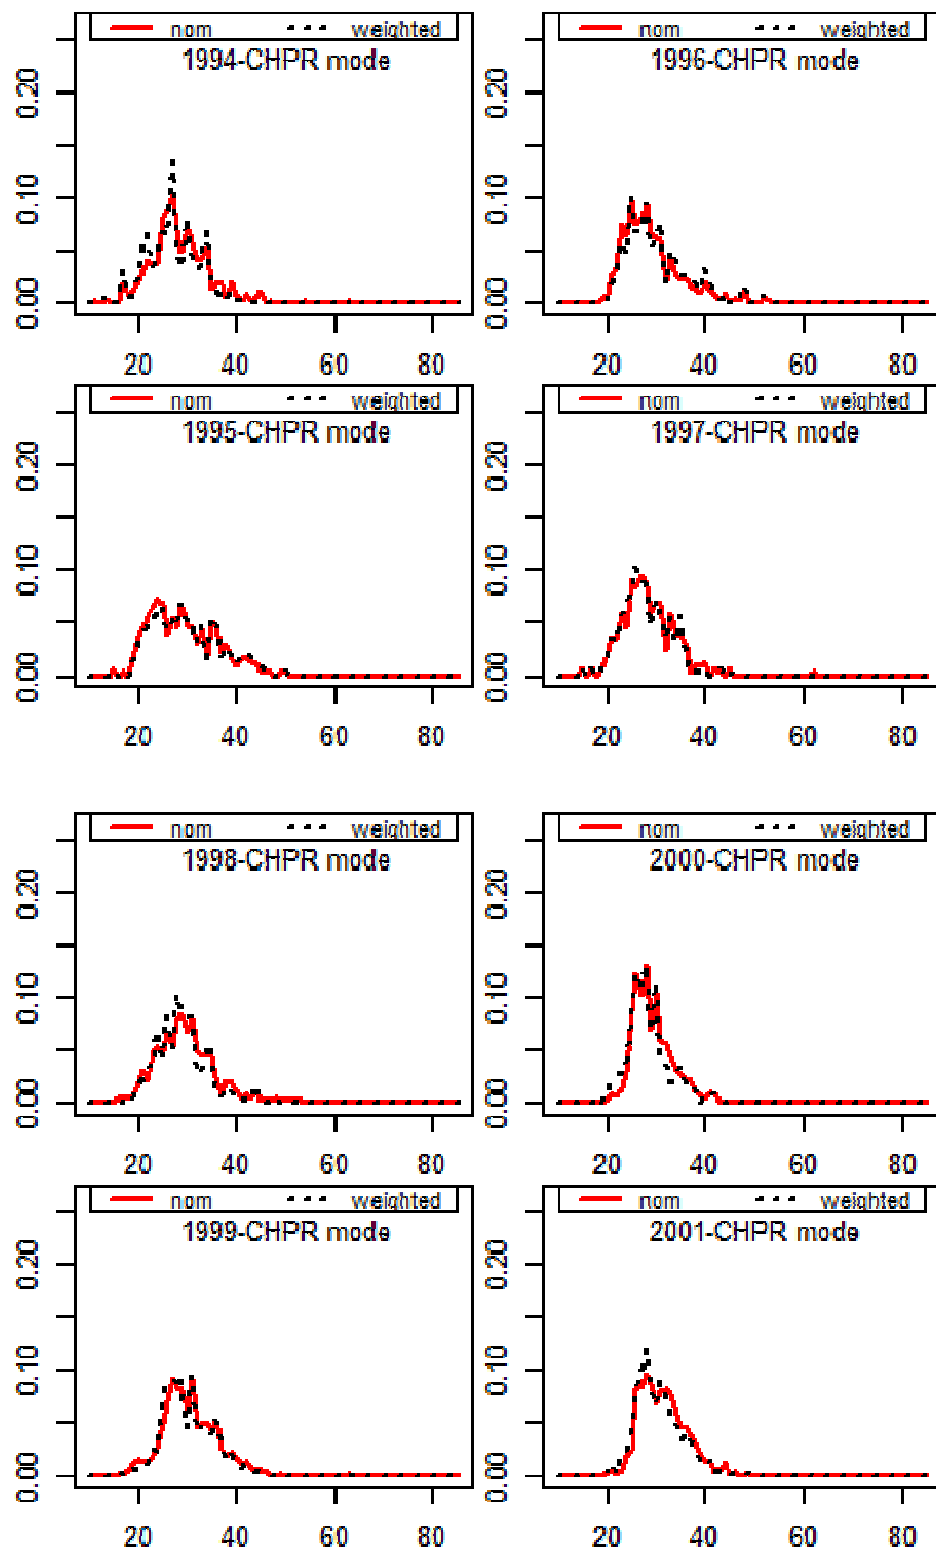 nom weighted
1994-CHPR mode
0.00 0.10 0.20
20 40 60 80
nom weighted
1996-CHPR mode
0.00 0.10 0.20
20 40 60 80
nom weighted
1995-CHPR mode
0.00 0.10 0.20
20 40 60 80
nom weighted
1997-CHPR mode
0.00 0.10 0.20
20 40 60 80
nom weighted
1998-CHPR mode
0.00 0.10 0.20
20 40 60 80
nom weighted
2000-CHPR mode
0.00 0.10 0.20
20 40 60 80
nom weighted
1999-CHPR mode
0.00 0.10 0.20
20 40 60 80
nom weighted
2001-CHPR mode
0.00 0.10 0.20
20 40 60 80